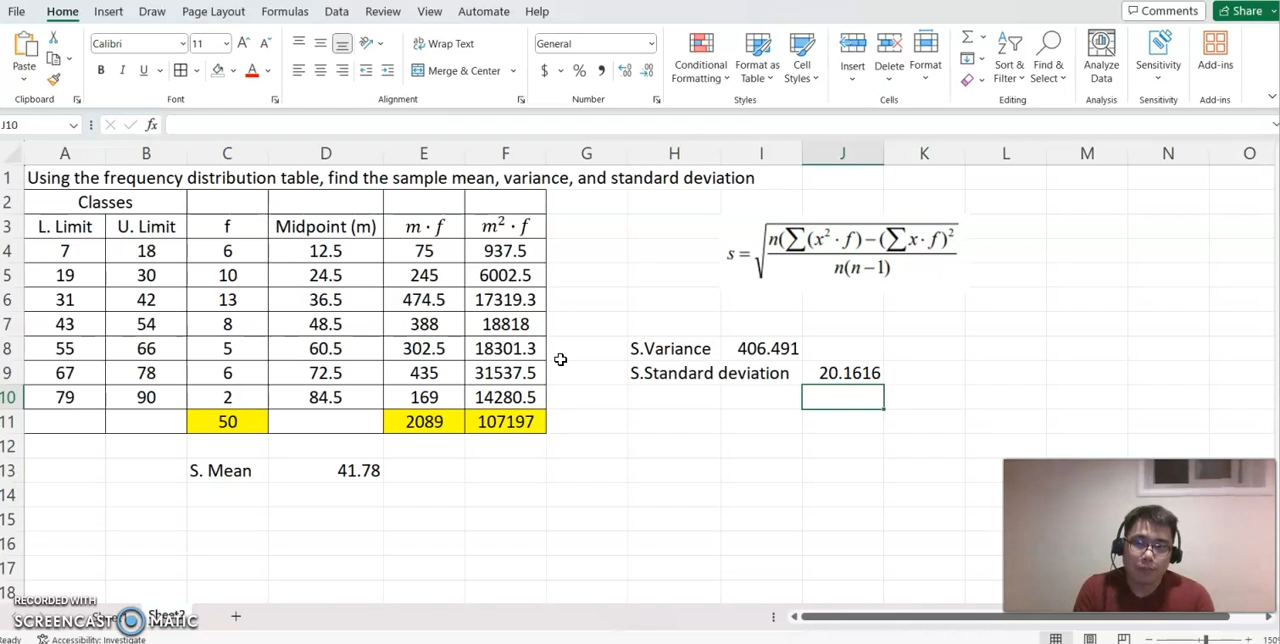 File Home Insert Draw Page Layout Formulas Data Review View Automate Help Comments Share
Calibri 11 Wrap Text General
Paste B I U Merge & Center $ % Conditional Formatting Format as Table Cell Styles Insert Delete Format Sort & Filter Find & Select Analyze Data Sensitivity Add-ins
Clipboard Font Alignment Number Styles Cells Editing Analysis Sensitivity Add-ins
J10 fx
A B C D E F G H I J K L M N O
1 Using the frequency distribution table, find the sample mean, variance, and standard deviation
2 Classes
3 L. Limit U. Limit f Midpoint (m) m · f m² · f
s = √ n(∑(x² · f) − (∑x · f)²
n(n − 1)
4 7 18 6 12.5 75 937.5
5 19 30 10 24.5 245 6002.5
6 31 42 13 36.5 474.5 17319.3
7 43 54 8 48.5 388 18818
8 55 66 5 60.5 302.5 18301.3 S.Variance 406.491
9 67 78 6 72.5 435 31537.5 S.Standard deviation 20.1616
10 79 90 2 84.5 169 14280.5
11 50 2089 107197
12
13 S. Mean 41.78
14
15
16
17
18
RECORDED WITH
SCREENCAST MATIC
Sheet2
Accessibility: Investigate